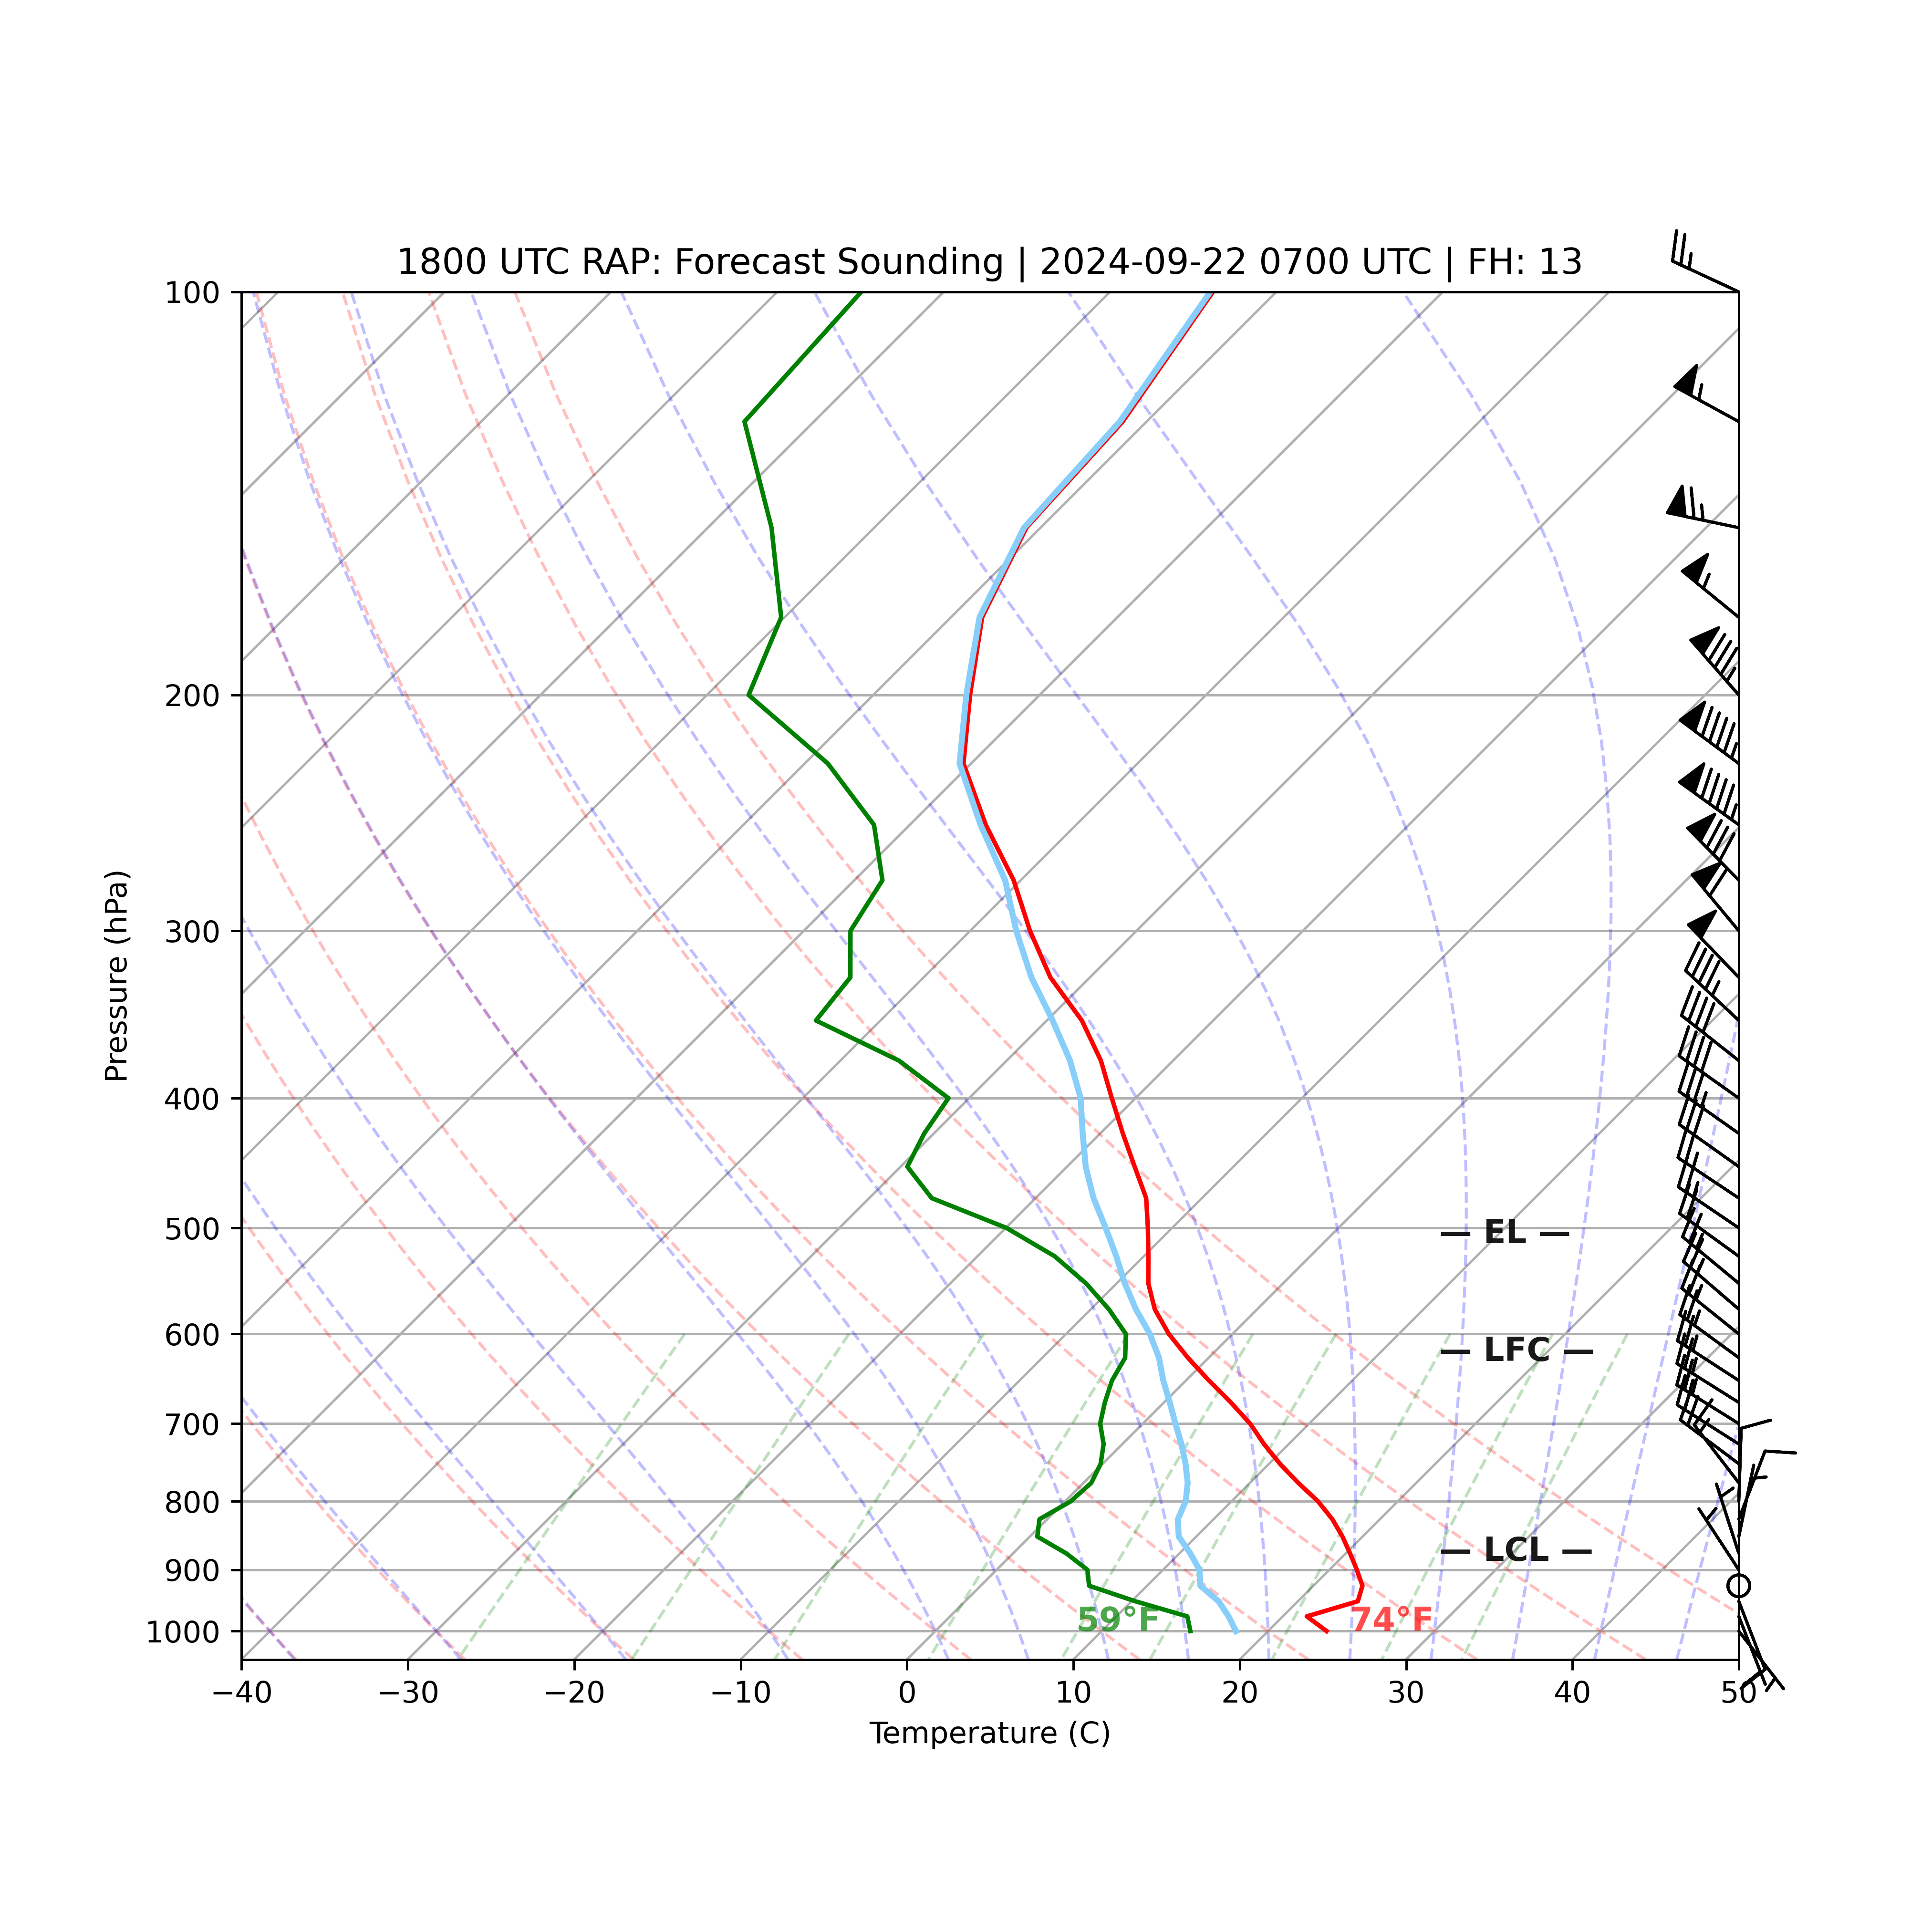 1800 UTC RAP: Forecast Sounding | 2024-09-22 0700 UTC | FH: 13
100
200
300
400
500
600
700
800
900
1000
Pressure (hPa)
— EL —
— LFC —
— LCL —
59°F
74°F
−40 −30 −20 −10 0 10 20 30 40 50
Temperature (C)